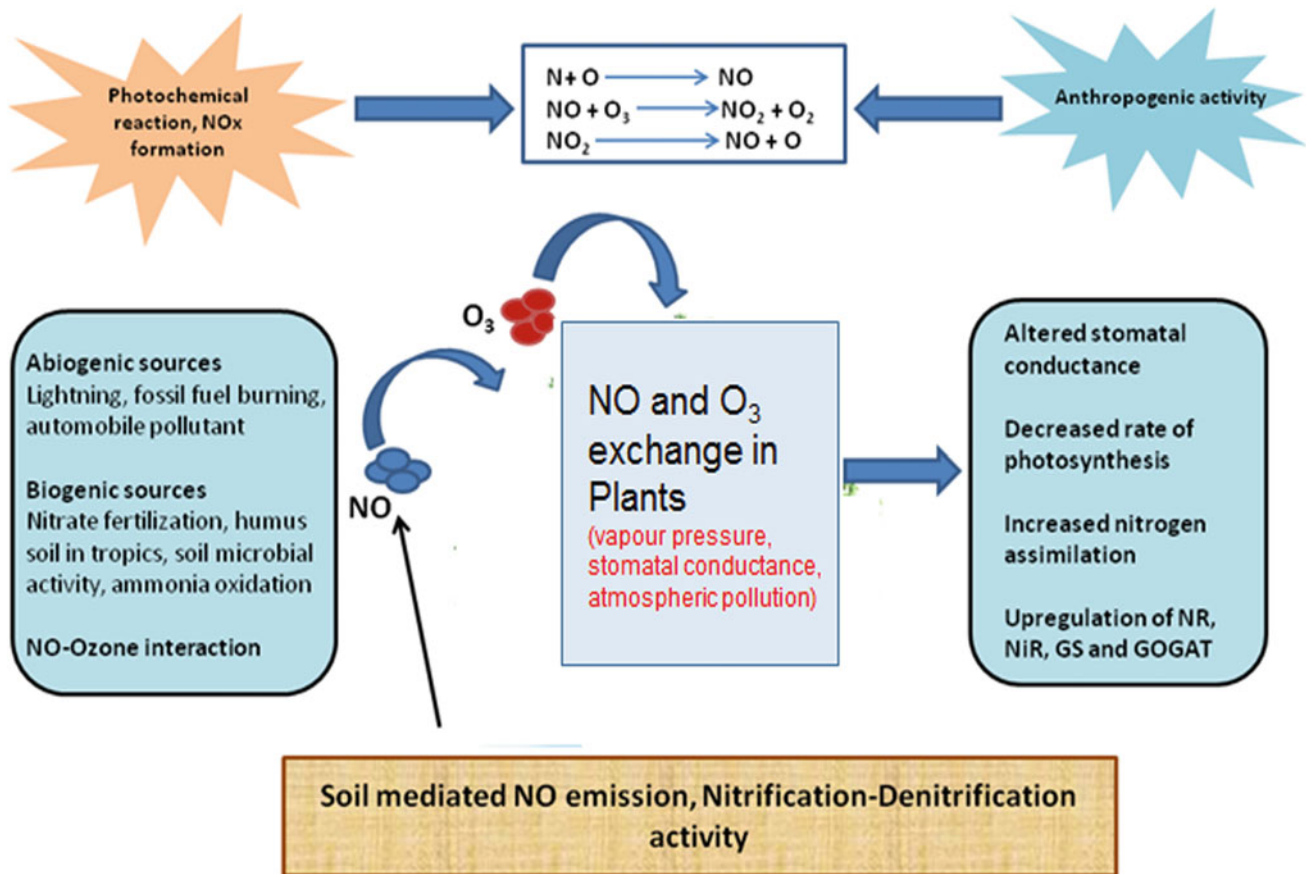 Photochemical
reaction, NOx
formation
N + O → NO
NO + O₃ → NO₂ + O₂
NO₂ → NO + O
Anthropogenic activity
O₃
NO
Abiogenic sources
Lightning, fossil fuel burning,
automobile pollutant
Biogenic sources
Nitrate fertilization, humus
soil in tropics, soil microbial
activity, ammonia oxidation
NO-Ozone interaction
NO and O₃
exchange in
Plants
(vapour pressure,
stomatal conductance,
atmospheric pollution)
Altered stomatal
conductance
Decreased rate of
photosynthesis
Increased nitrogen
assimilation
Upregulation of NR,
NiR, GS and GOGAT
Soil mediated NO emission, Nitrification-Denitrification
activity